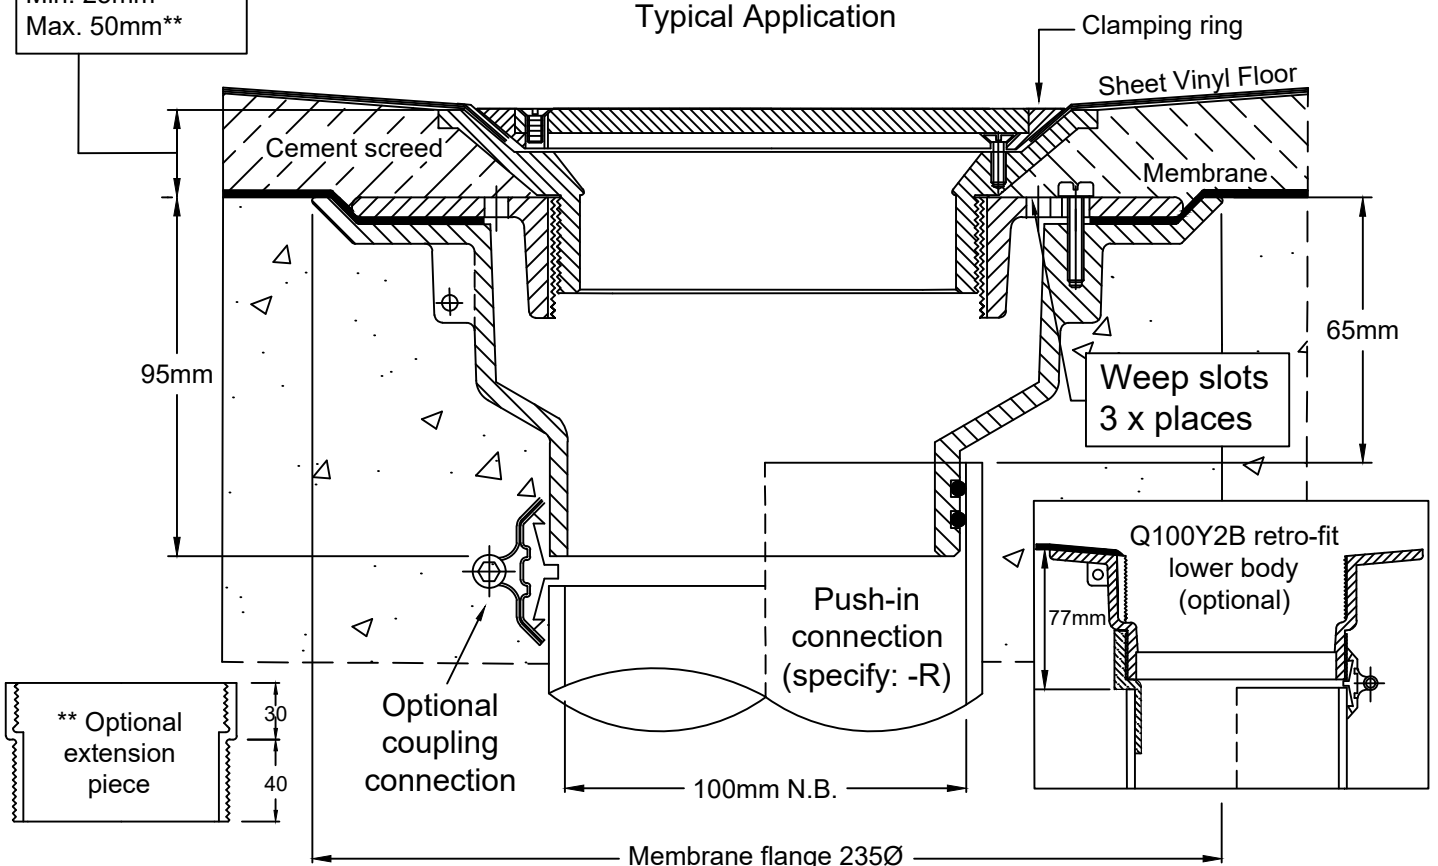 Max. 50mm**
Typical Application
Clamping ring
Sheet Vinyl Floor
Cement screed
Membrane
95mm
65mm
Weep slots
3 x places
Q100Y2B retro-fit
lower body
(optional)
77mm
Push-in
connection
(specify: -R)
Optional
coupling
connection
** Optional
extension
piece
30
40
100mm N.B.
Membrane flange 235Ø